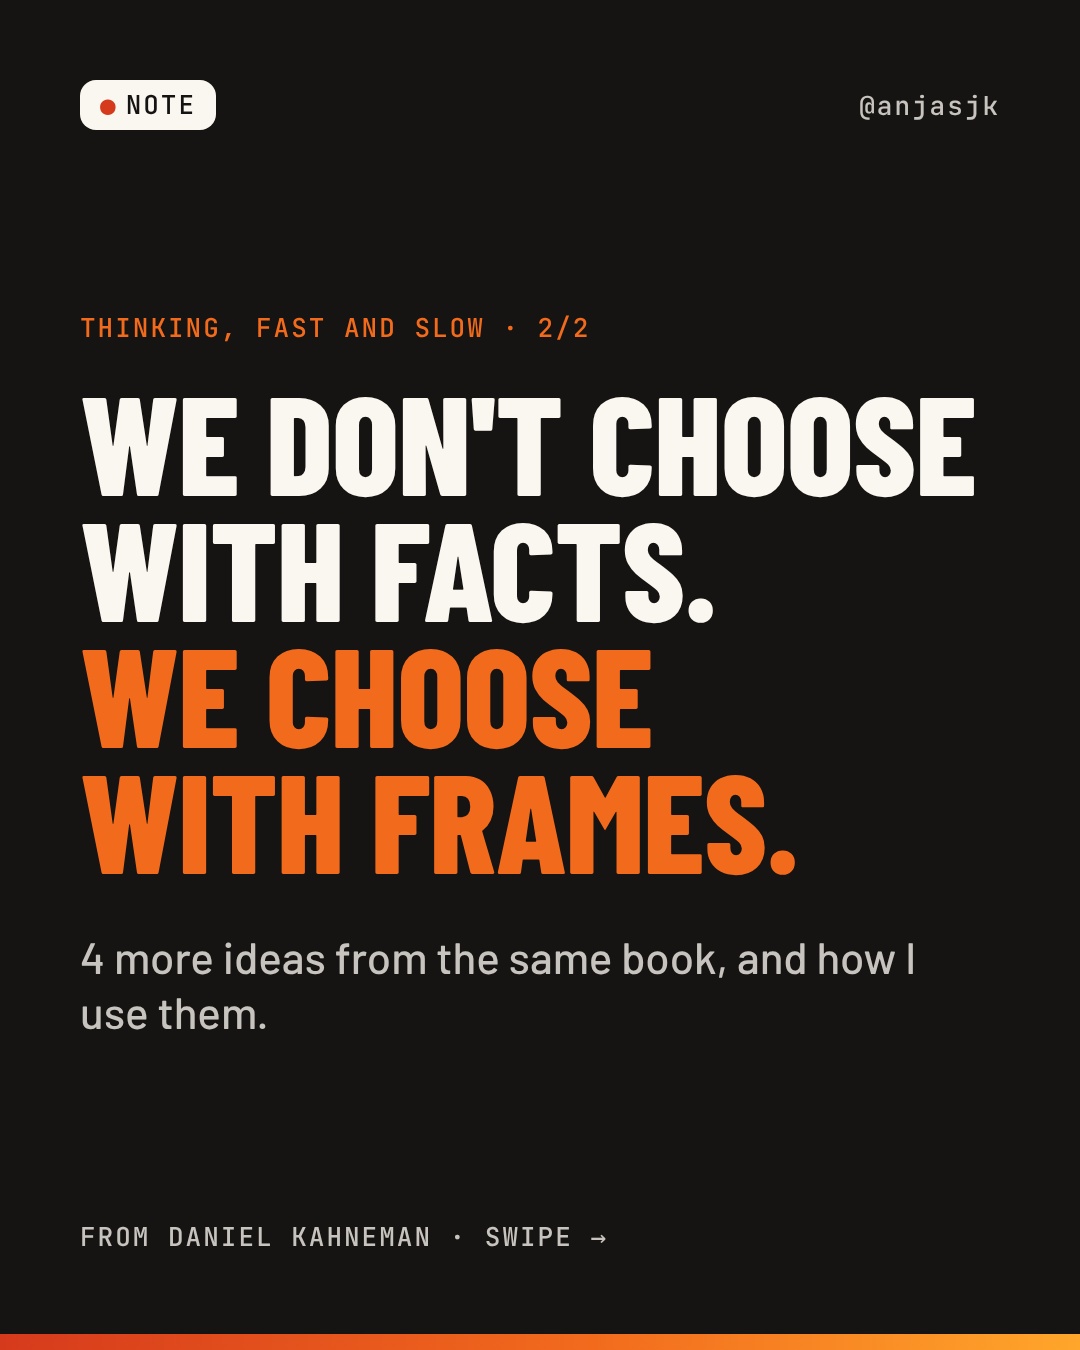 NOTE
@anjasjk
THINKING, FAST AND SLOW · 2/2
WE DON'T CHOOSE
WITH FACTS.
WE CHOOSE
WITH FRAMES.
4 more ideas from the same book, and how I
use them.
FROM DANIEL KAHNEMAN · SWIPE →